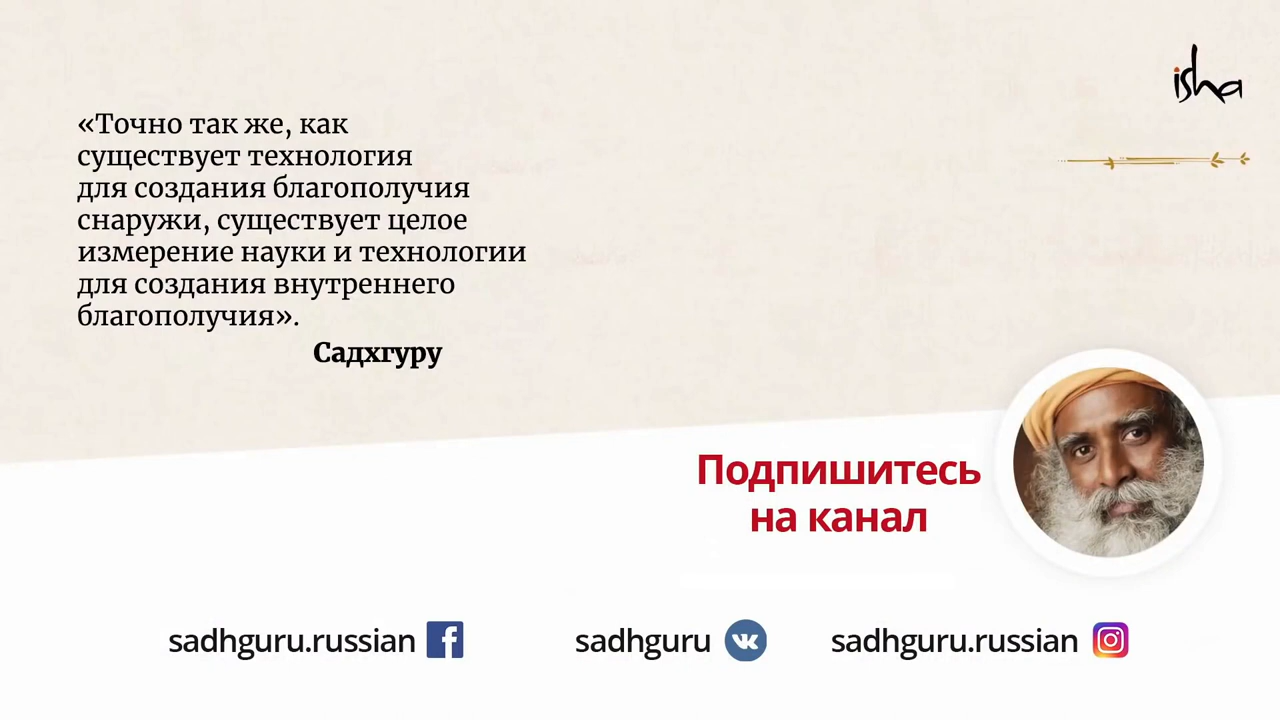 isha
«Точно так же, как
существует технология
для создания благополучия
снаружи, существует целое
измерение науки и технологии
для создания внутреннего
благополучия».
Садхгуру
Подпишитесь
на канал
sadhguru.russian f
sadhguru
sadhguru.russian